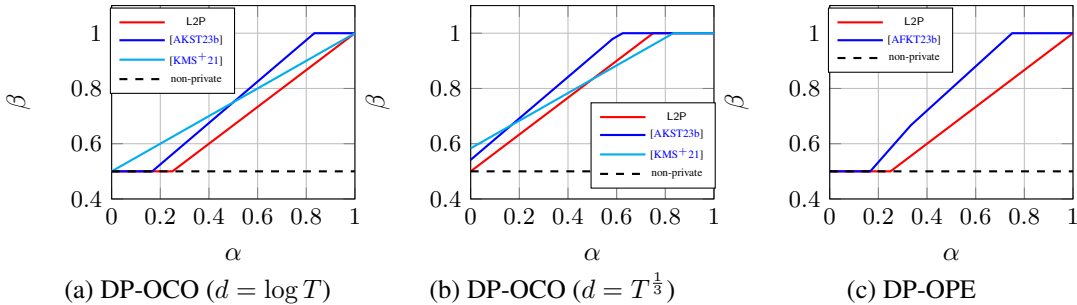 L2P
[AKST23b]
[KMS+21]
non-private
1
0.8
0.6
0.4
β
0
0.2
0.4
0.6
0.8
1
α
(a) DP-OCO (d = log T)
L2P
[AKST23b]
[KMS+21]
non-private
1
0.8
0.6
0.4
β
0
0.2
0.4
0.6
0.8
1
α
(b) DP-OCO (d = T^{1/3})
L2P
[AFKT23b]
non-private
1
0.8
0.6
0.4
β
0
0.2
0.4
0.6
0.8
1
α
(c) DP-OPE